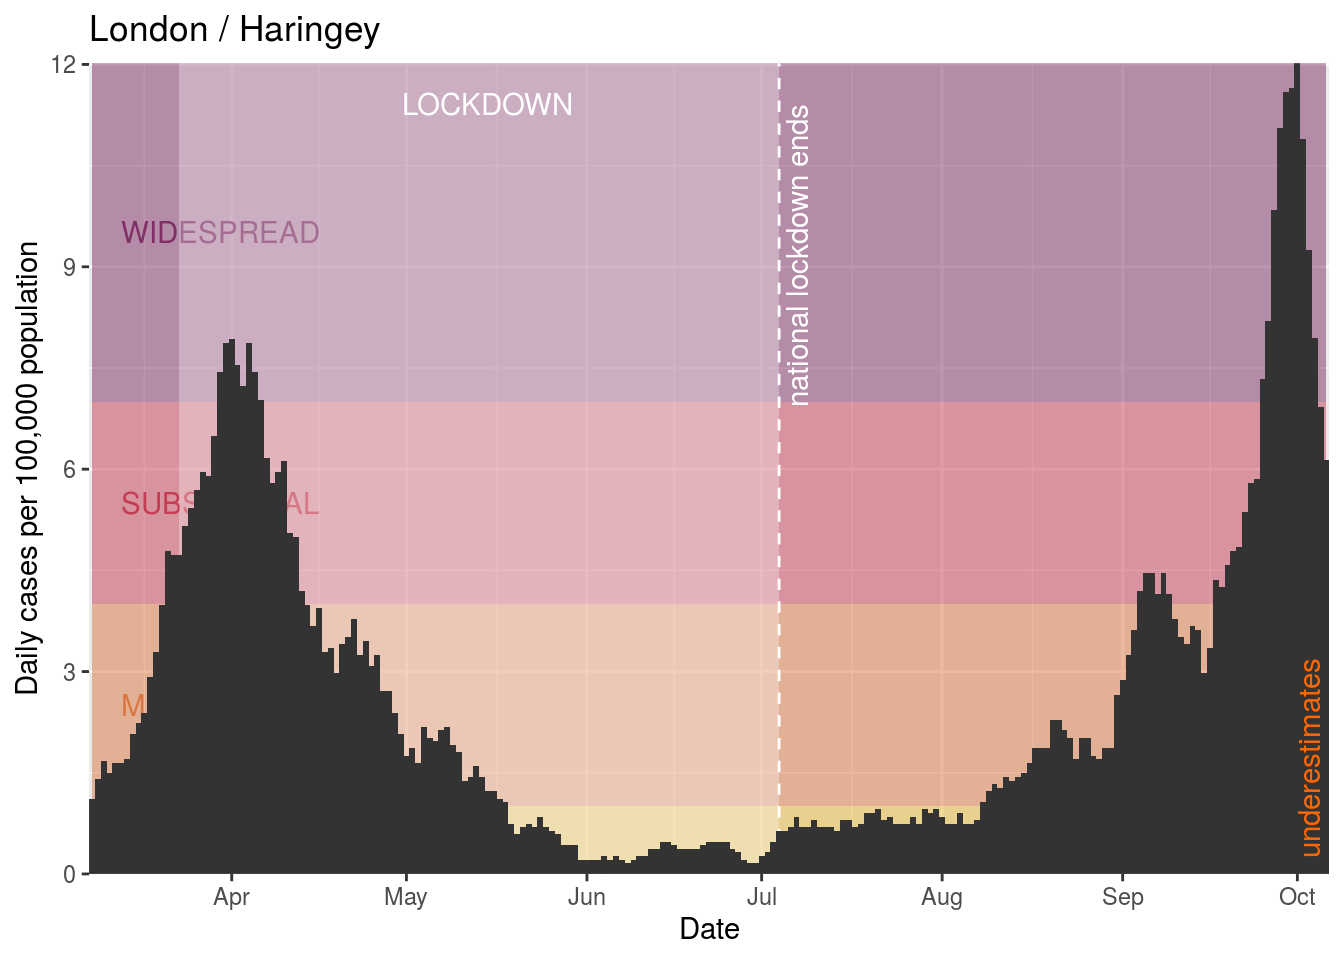 London / Haringey
Daily cases per 100,000 population
12
9
6
3
0
LOCKDOWN
WIDESPREAD
national lockdown ends
underestimates
Apr
May
Jun
Jul
Aug
Sep
Oct
Date